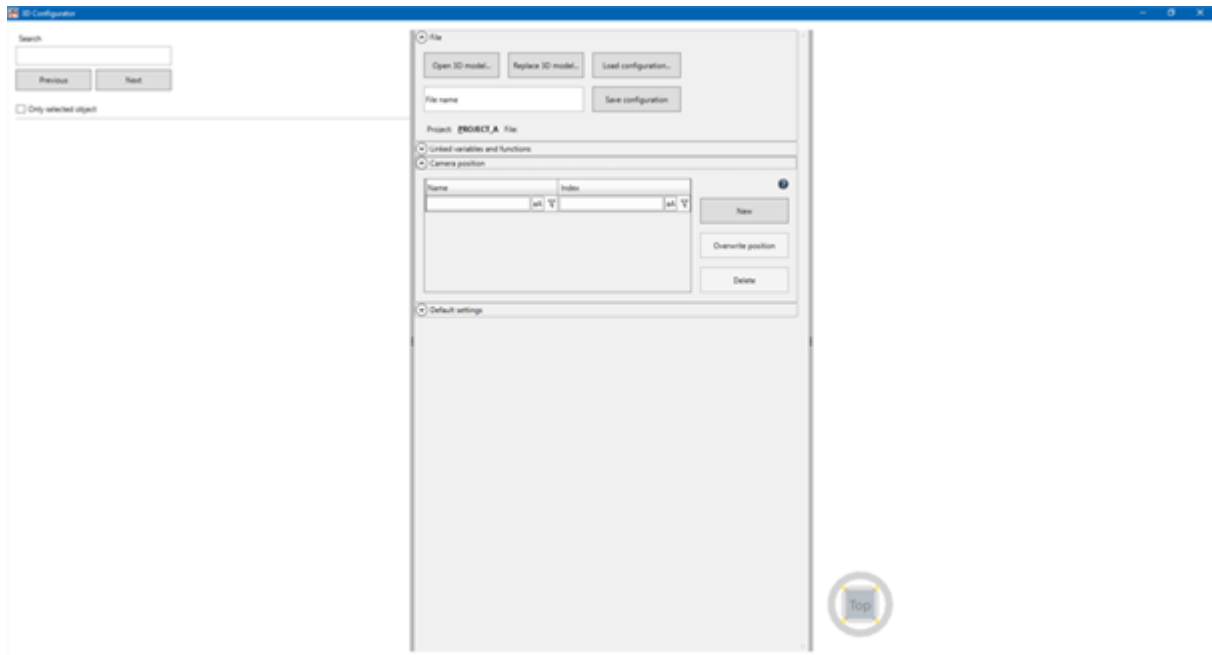 3D Configurator
Search
Previous
Next
Only selected object
File
Open 3D model...
Replace 3D model...
Load configuration...
File name
Save configuration
Project: PROJECT_A File:
Linked variables and functions
Camera position
Name
Index
aA
aA
New
Overwrite position
Delete
Default settings
Top